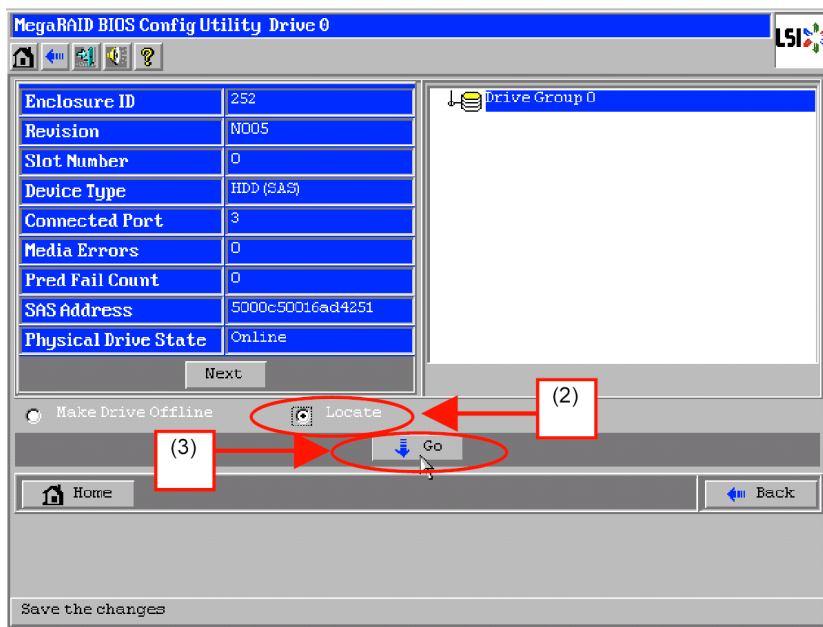 MegaRAID BIOS Config Utility Drive 0
LSI
Enclosure ID 252
Revision N005
Slot Number 0
Device Type HDD (SAS)
Connected Port 3
Media Errors 0
Pred Fail Count 0
SAS Address 5000c50016ad4251
Physical Drive State Online
Next
Drive Group 0
Make Drive Offline
Locate
(2)
(3)
Go
Home
Back
Save the changes